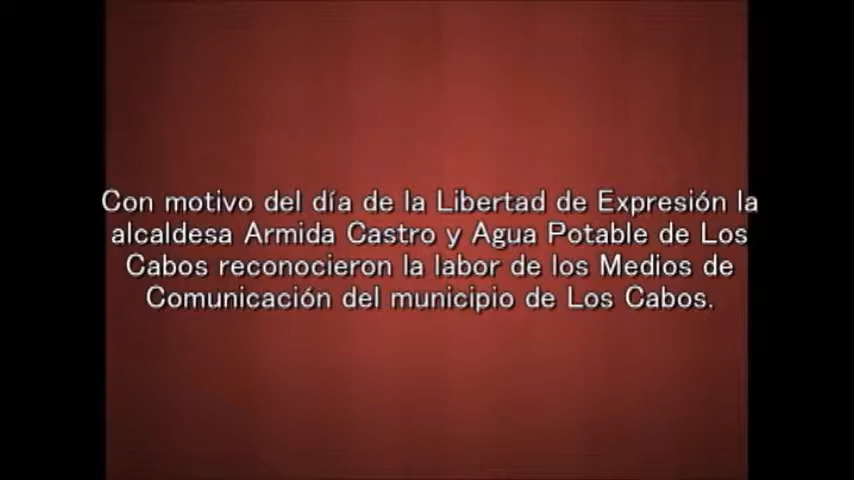 Con motivo del día de la Libertad de Expresión la
alcaldesa Armida Castro y Agua Potable de Los
Cabos reconocieron la labor de los Medios de
Comunicación del municipio de Los Cabos.